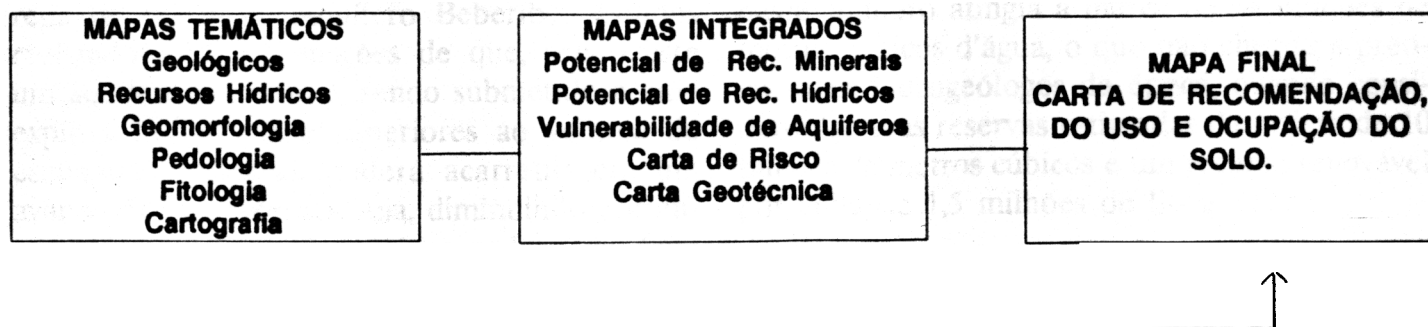 MAPAS TEMÁTICOS
Geológicos
Recursos Hídricos
Geomorfologia
Pedologia
Fitologia
Cartografia
MAPAS INTEGRADOS
Potencial de Rec. Minerais
Potencial de Rec. Hídricos
Vulnerabilidade de Aquiferos
Carta de Risco
Carta Geotécnica
MAPA FINAL
CARTA DE RECOMENDAÇÃO,
DO USO E OCUPAÇÃO DO
SOLO.